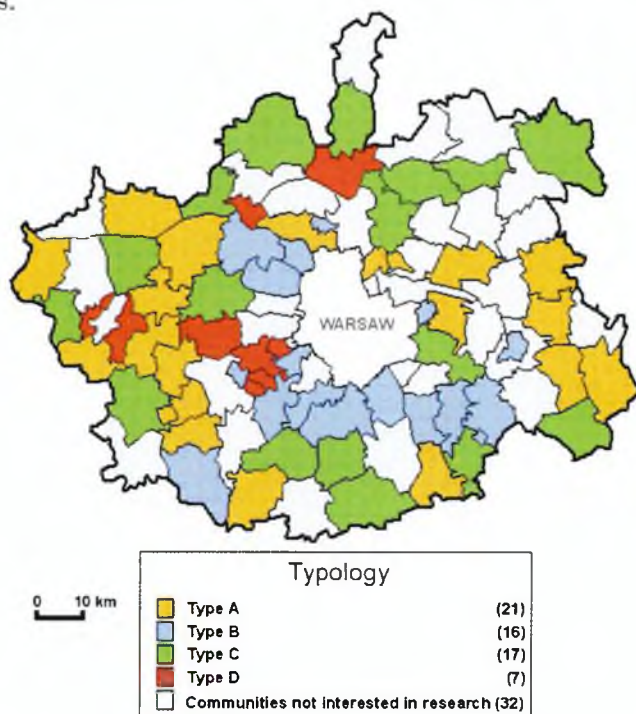 s.
WARSAW
Typology
0 10 km
Type A (21)
Type B (16)
Type C (17)
Type D (7)
Communities not interested in research (32)